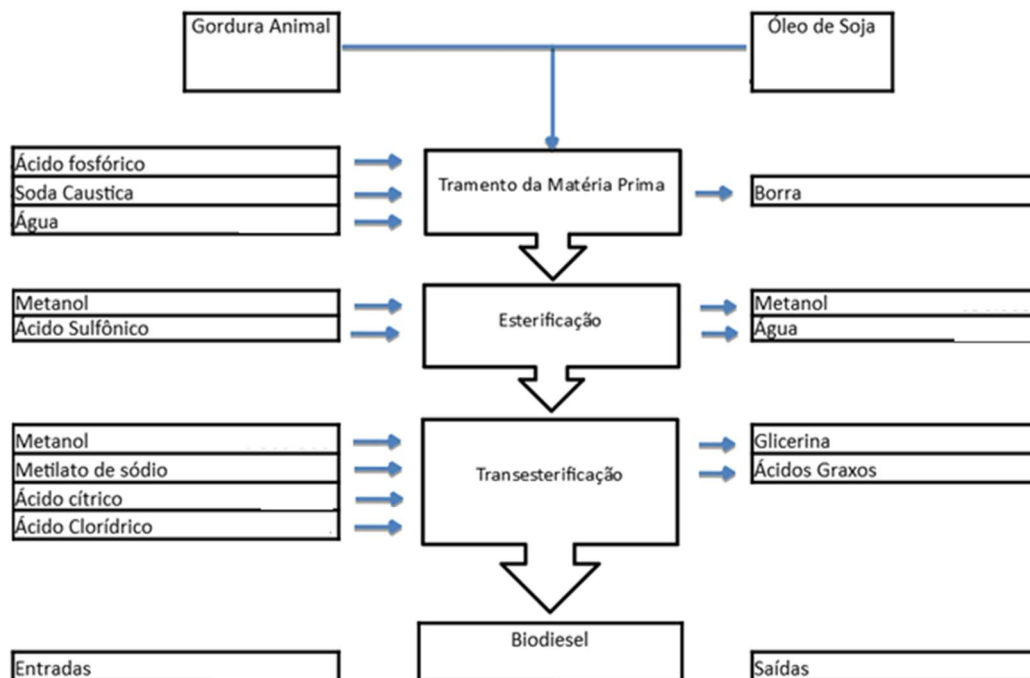 Gordura Animal
Óleo de Soja
Ácido fosfórico
Soda Caustica
Água
Tramento da Matéria Prima
Borra
Metanol
Ácido Sulfônico
Esterificação
Metanol
Água
Metanol
Metilato de sódio
Ácido cítrico
Ácido Clorídrico
Transesterificação
Glicerina
Ácidos Graxos
Biodiesel
Entradas
Saídas